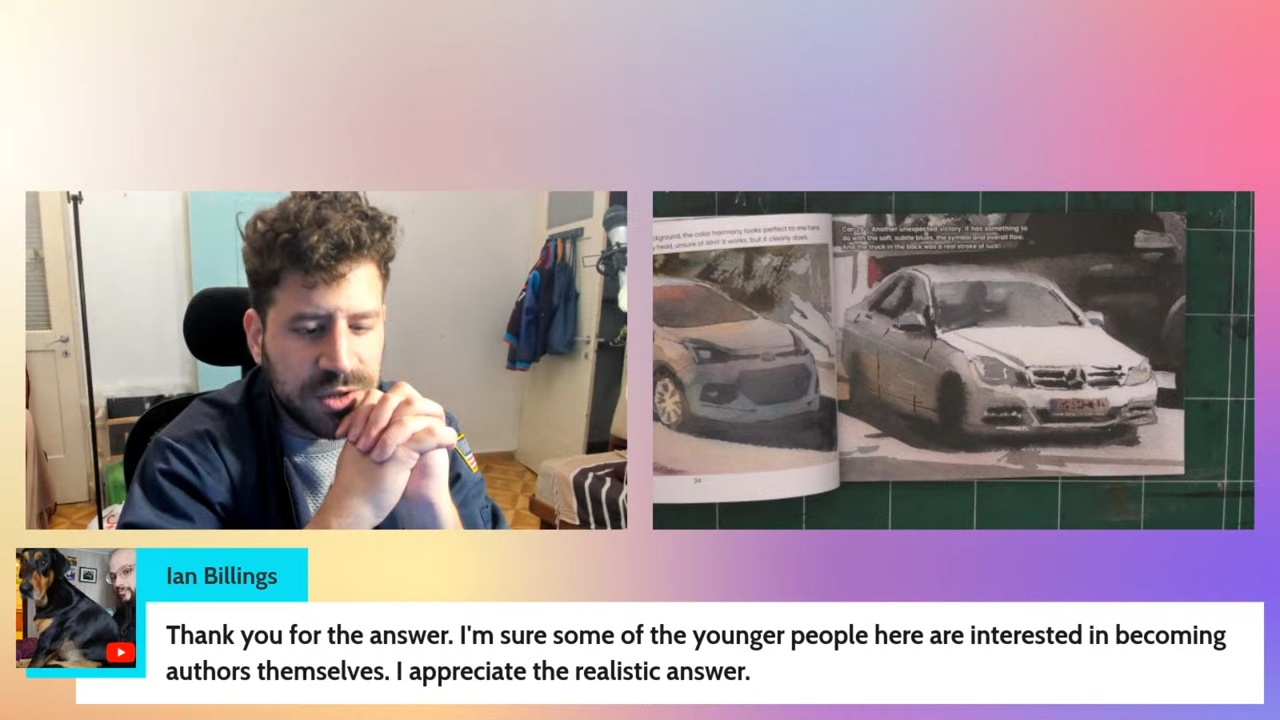 kground, the color harmony looks perfect to me here,
head, unsure of WHY it works, but it clearly does.
Another unexpected victory. It has something to
do with the soft, subtle blues, the symbol and overall flow.
And the truck in the back was a real stroke of luck!
Ian Billings
Thank you for the answer. I'm sure some of the younger people here are interested in becoming
authors themselves. I appreciate the realistic answer.